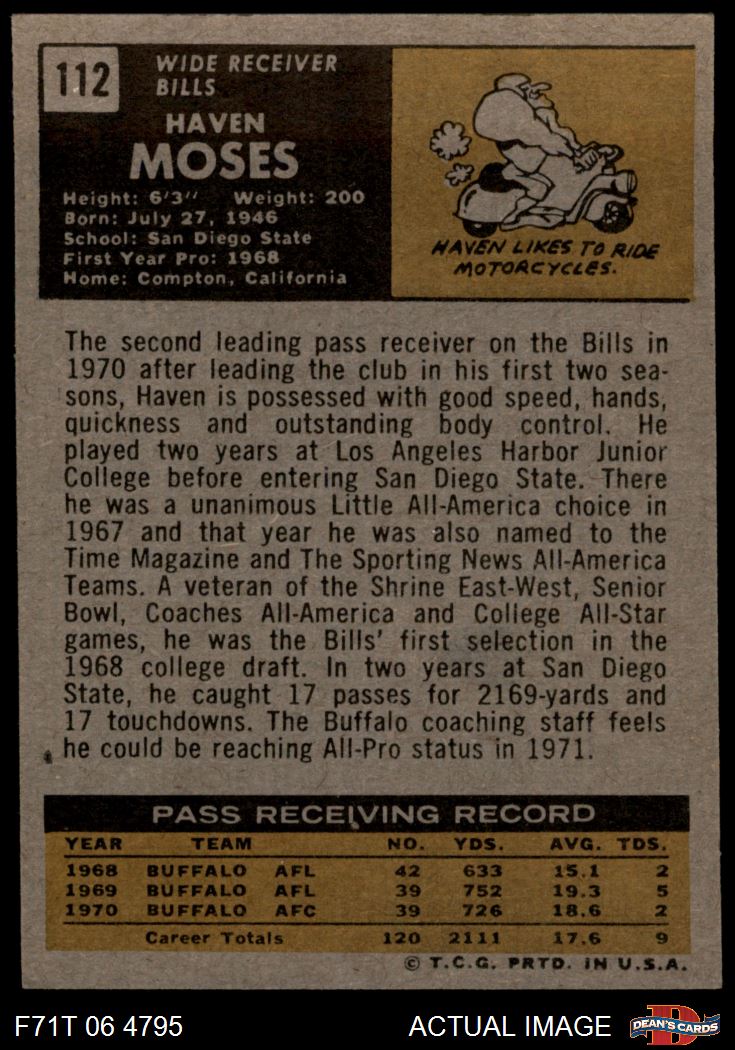 112
WIDE RECEIVER
BILLS
HAVEN
MOSES
Height: 6'3" Weight: 200
Born: July 27, 1946
School: San Diego State
First Year Pro: 1968
Home: Compton, California
HAVEN LIKES TO RIDE
MOTORCYCLES.
The second leading pass receiver on the Bills in
1970 after leading the club in his first two sea-
sons, Haven is possessed with good speed, hands,
quickness and outstanding body control. He
played two years at Los Angeles Harbor Junior
College before entering San Diego State. There
he was a unanimous Little All-America choice in
1967 and that year he was also named to the
Time Magazine and The Sporting News All-America
Teams. A veteran of the Shrine East-West, Senior
Bowl, Coaches All-America and College All-Star
games, he was the Bills' first selection in the
1968 college draft. In two years at San Diego
State, he caught 17 passes for 2169-yards and
17 touchdowns. The Buffalo coaching staff feels
he could be reaching All-Pro status in 1971.
PASS RECEIVING RECORD
YEAR TEAM NO. YDS. AVG. TDS.
1968 BUFFALO AFL 42 633 15.1 2
1969 BUFFALO AFL 39 752 19.3 5
1970 BUFFALO AFC 39 726 18.6 2
Career Totals 120 2111 17.6 9
© T.C.G. PRTD. IN U.S.A.
F71T 06 4795 ACTUAL IMAGE D DEAN'S CARDS